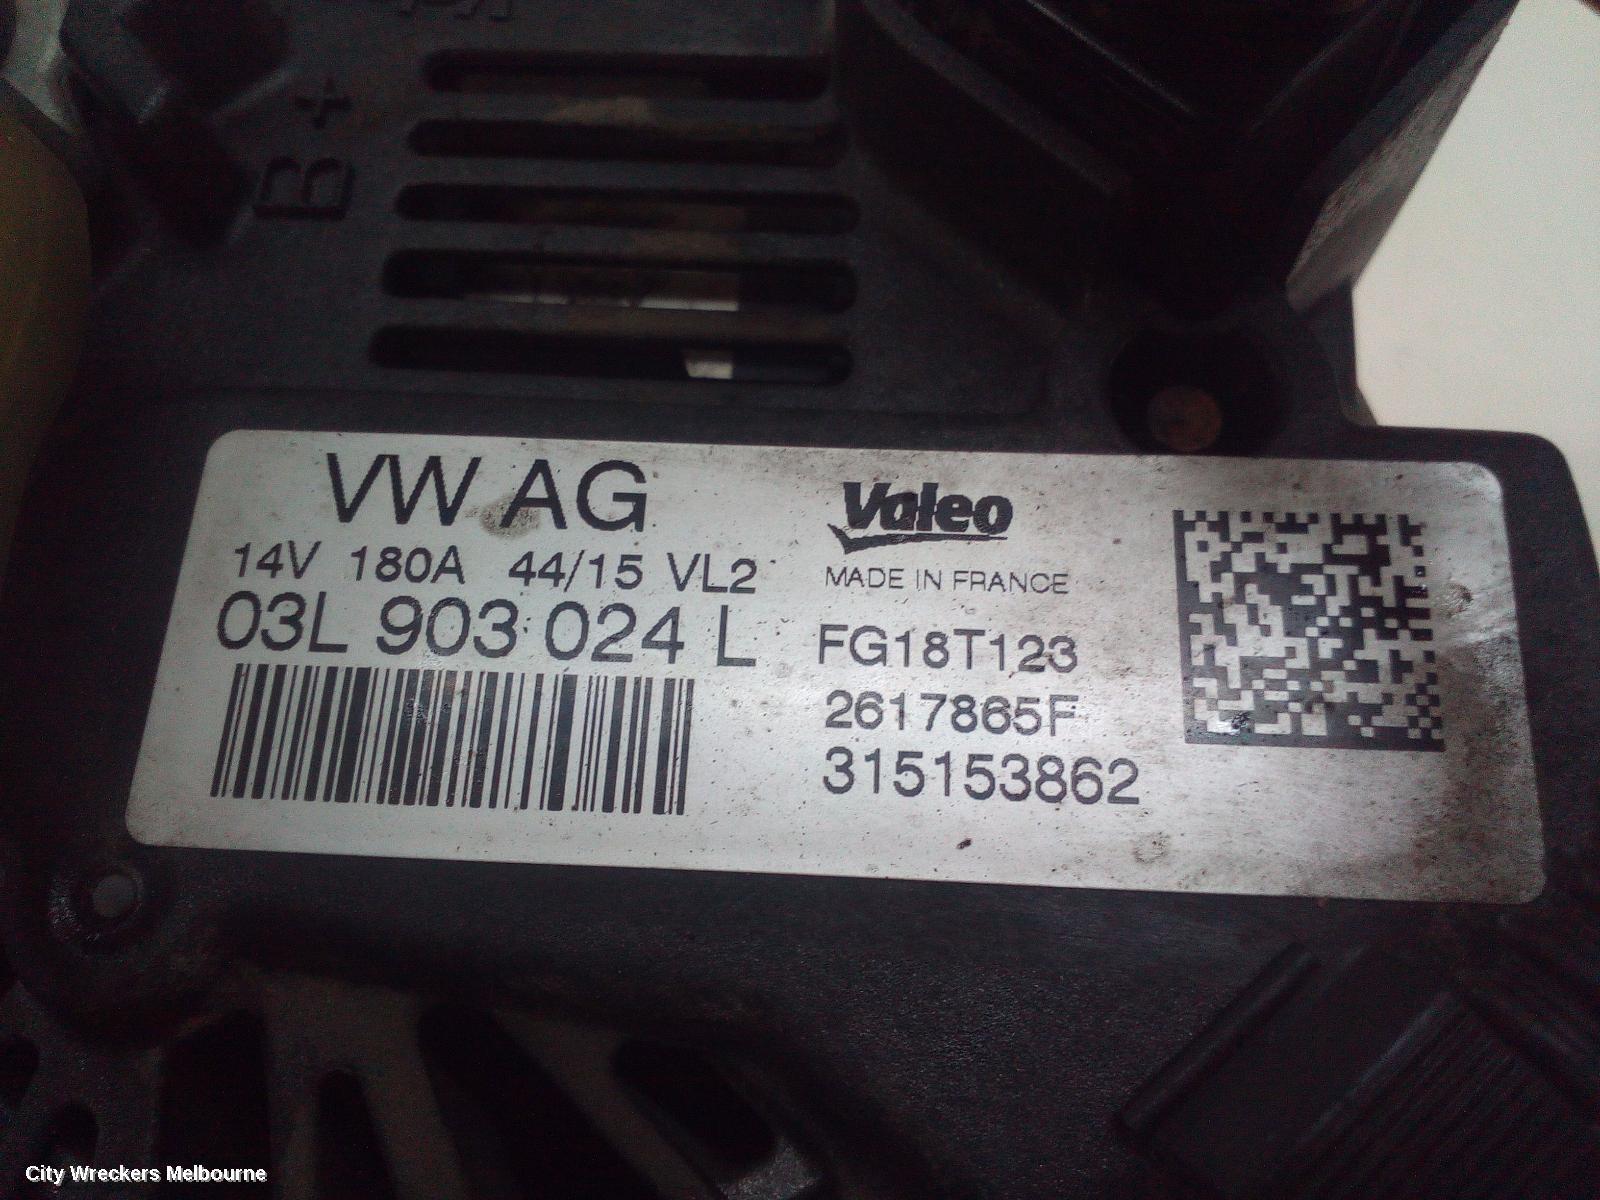 B+
VW AG
14V 180A 44/15 VL2
03L 903 024 L
Valeo
MADE IN FRANCE
FG18T123
2617865F
315153862
City Wreckers Melbourne